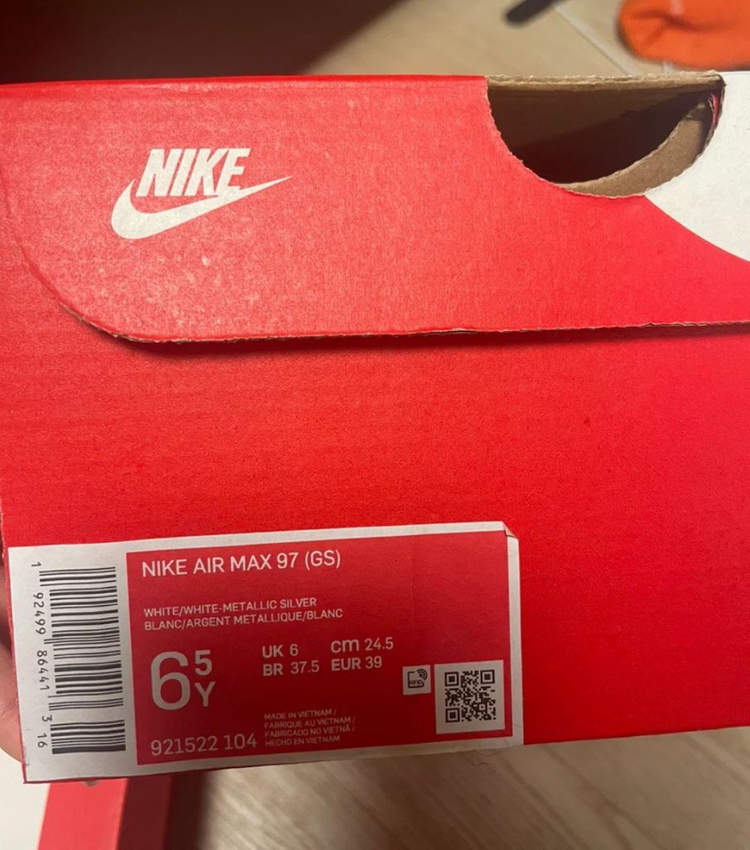 NIKE
NIKE AIR MAX 97 (GS)
WHITE/WHITE-METALLIC SILVER
BLANC/ARGENT METALLIQUE/BLANC
6 5 Y
UK 6 cm 24.5
BR 37.5 EUR 39
921522 104
MADE IN VIETNAM /
FABRIQUE AU VIETNAM /
FABRICADO NO VIETNÃ /
HECHO EN VIETNAM
1 92499 86441 3 16